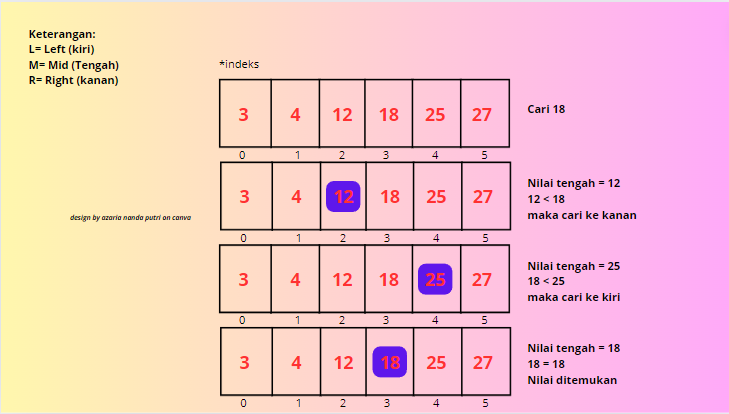 Keterangan:
L= Left (kiri)
M= Mid (Tengah)
R= Right (kanan)
*indeks
3 4 12 18 25 27
Cari 18
0 1 2 3 4 5
3 4 12 18 25 27
Nilai tengah = 12
12 < 18
maka cari ke kanan
design by azaria nanda putri on canva
0 1 2 3 4 5
3 4 12 18 25 27
Nilai tengah = 25
18 < 25
maka cari ke kiri
0 1 2 3 4 5
3 4 12 18 25 27
Nilai tengah = 18
18 = 18
Nilai ditemukan
0 1 2 3 4 5